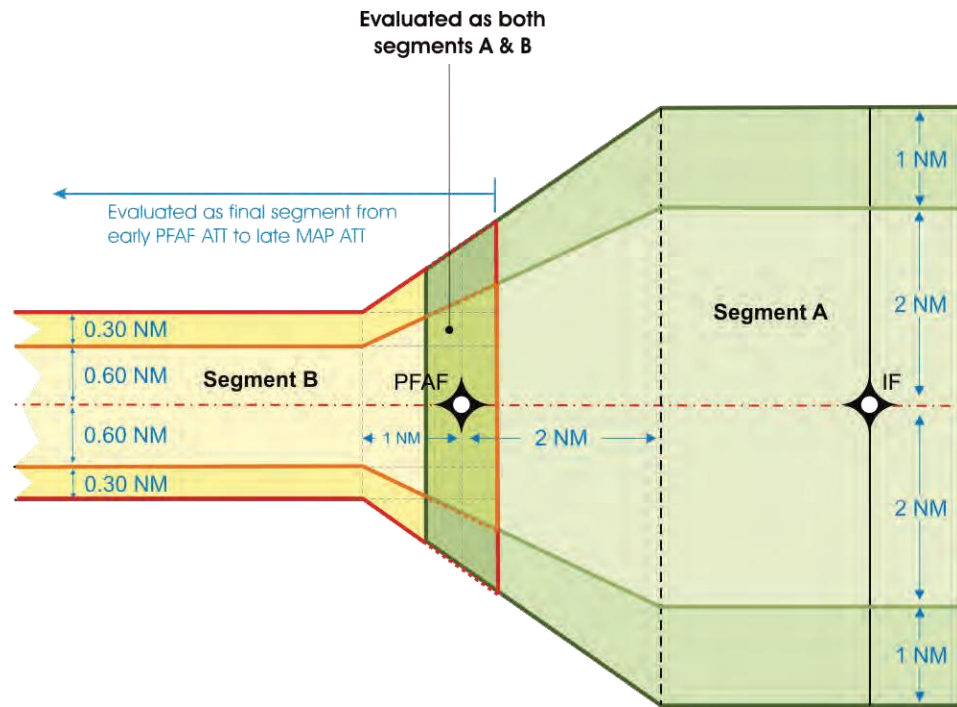 Evaluated as both
segments A & B
1 NM
Evaluated as final segment from
early PFAF ATT to late MAP ATT
2 NM
Segment A
0.30 NM
0.60 NM
Segment B
PFAF
IF
0.60 NM
1 NM
2 NM
0.30 NM
2 NM
1 NM